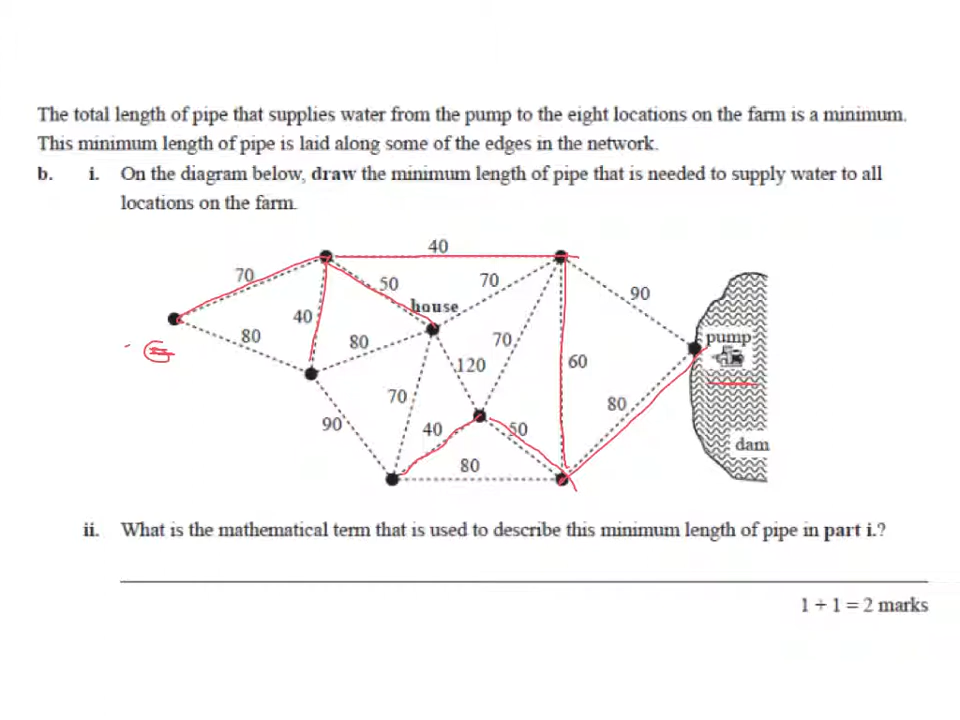 The total length of pipe that supplies water from the pump to the eight locations on the farm is a minimum.
This minimum length of pipe is laid along some of the edges in the network.
b. i. On the diagram below, draw the minimum length of pipe that is needed to supply water to all
locations on the farm.
40
70
50
70
90
house
40
80
80
70
pump
120
60
70
80
90
40
50
dam
80
ii. What is the mathematical term that is used to describe this minimum length of pipe in part i.?
1 + 1 = 2 marks